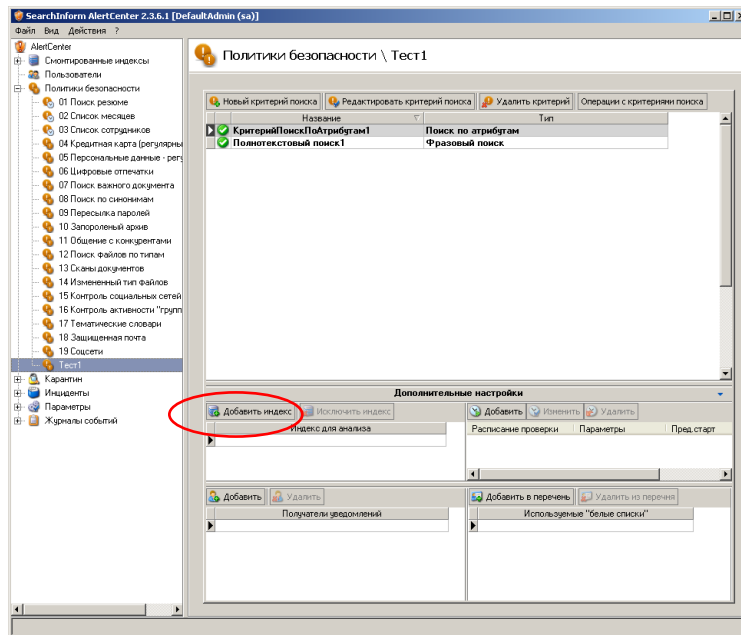 SearchInform AlertCenter 2.3.6.1 [DefaultAdmin (sa)]
Файл Вид Действия ?
AlertCenter
Смонтированные индексы
Пользователи
Политики безопасности
01 Поиск резюме
02 Список месяцев
03 Список сотрудников
04 Кредитная карта (регулярны
05 Персональные данные - регу
06 Цифровые отпечатки
07 Поиск важного документа
08 Поиск по синонимам
09 Пересылка паролей
10 Запороленый архив
11 Общение с конкурентами
12 Поиск файлов по типам
13 Сканы документов
14 Измененный тип файлов
15 Контроль социальных сетей
16 Контроль активности "групп
17 Тематические словари
18 Защищенная почта
19 Соцсети
Тест1
Карантин
Инциденты
Параметры
Журналы событий
Политики безопасности \ Тест1
Новый критерий поиска Редактировать критерий поиска Удалить критерий Операции с критериями поиска
Название Тип
КритерийПоискПоАтрибутам1 Поиск по атрибутам
Полнотекстовый поиск1 Фразовый поиск
Дополнительные настройки
Добавить индекс Исключить индекс
Индекс для анализа
Добавить Изменить Удалить
Расписание проверки Параметры Пред.старт
Добавить Удалить
Получатели уведомлений
Добавить в перечень Удалить из перечня
Используемые "белые списки"